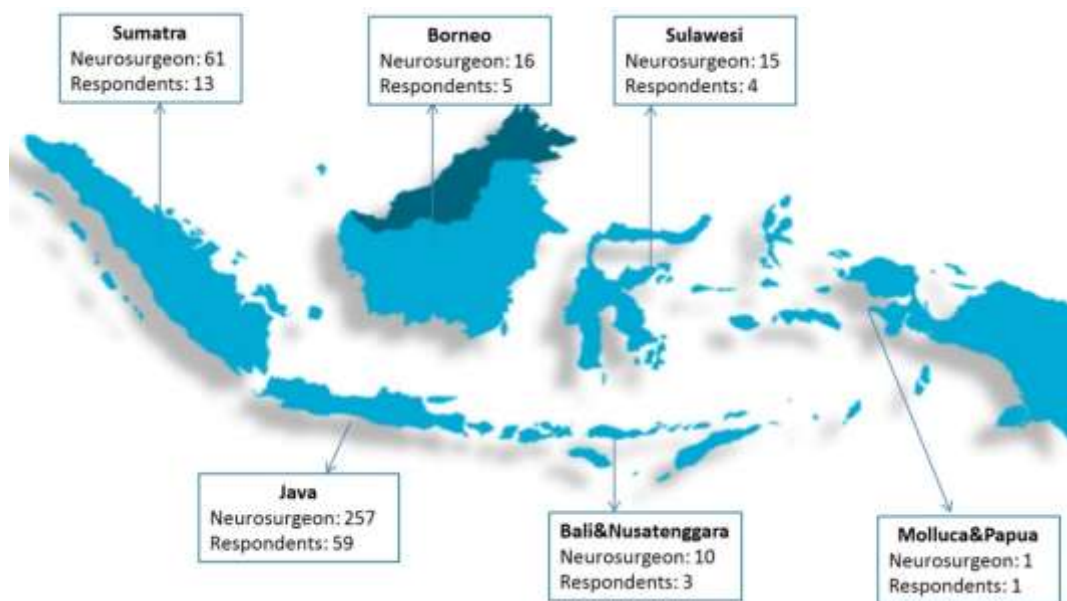 Sumatra
Neurosurgeon: 61
Respondents: 13
Borneo
Neurosurgeon: 16
Respondents: 5
Sulawesi
Neurosurgeon: 15
Respondents: 4
Java
Neurosurgeon: 257
Respondents: 59
Bali&Nusatenggara
Neurosurgeon: 10
Respondents: 3
Molluca&Papua
Neurosurgeon: 1
Respondents: 1